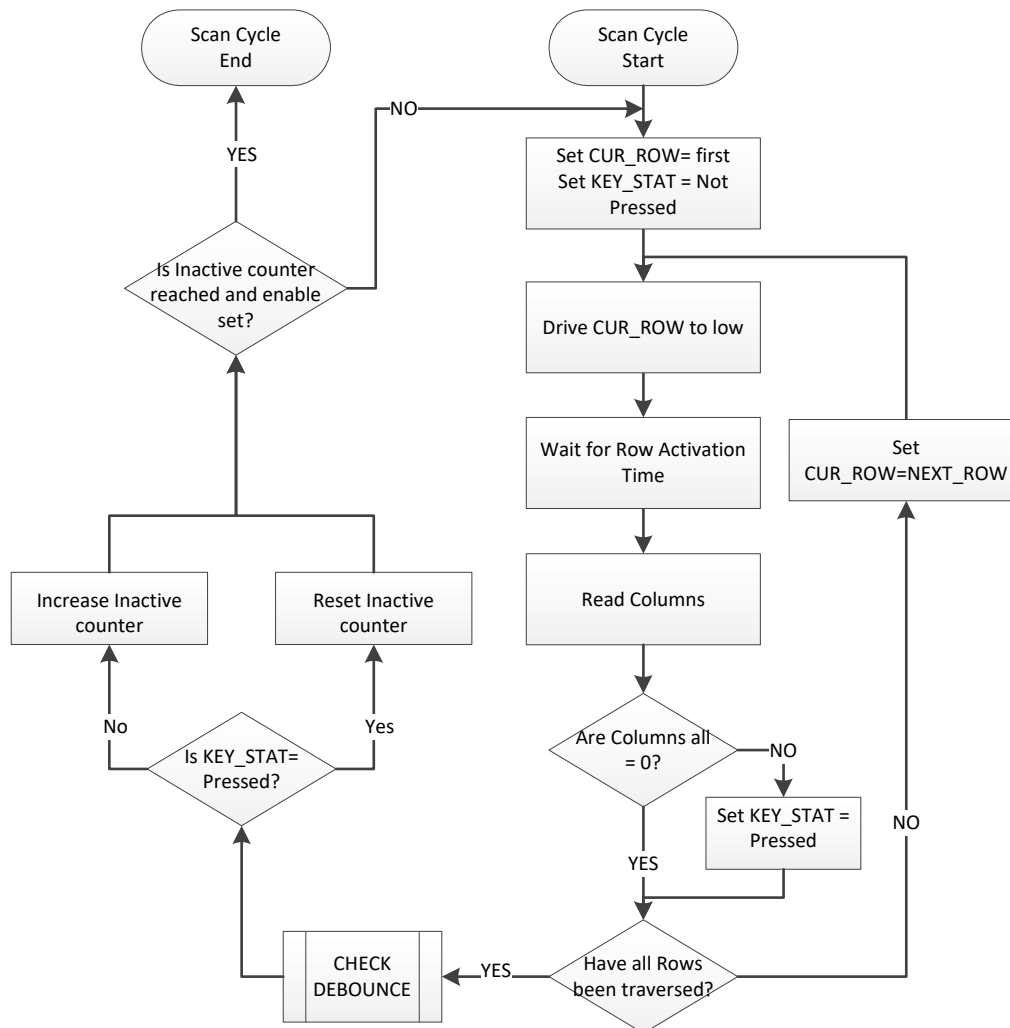 Scan Cycle
End
Scan Cycle
Start
NO
YES
Set CUR_ROW= first
Set KEY_STAT = Not
Pressed
Is Inactive counter
reached and enable
set?
Drive CUR_ROW to low
Wait for Row Activation
Time
Set
CUR_ROW=NEXT_ROW
Increase Inactive
counter
Reset Inactive
counter
Read Columns
No
Yes
Is KEY_STAT=
Pressed?
Are Columns all
= 0?
NO
Set KEY_STAT =
Pressed
NO
YES
CHECK
DEBOUNCE
YES
Have all Rows
been traversed?